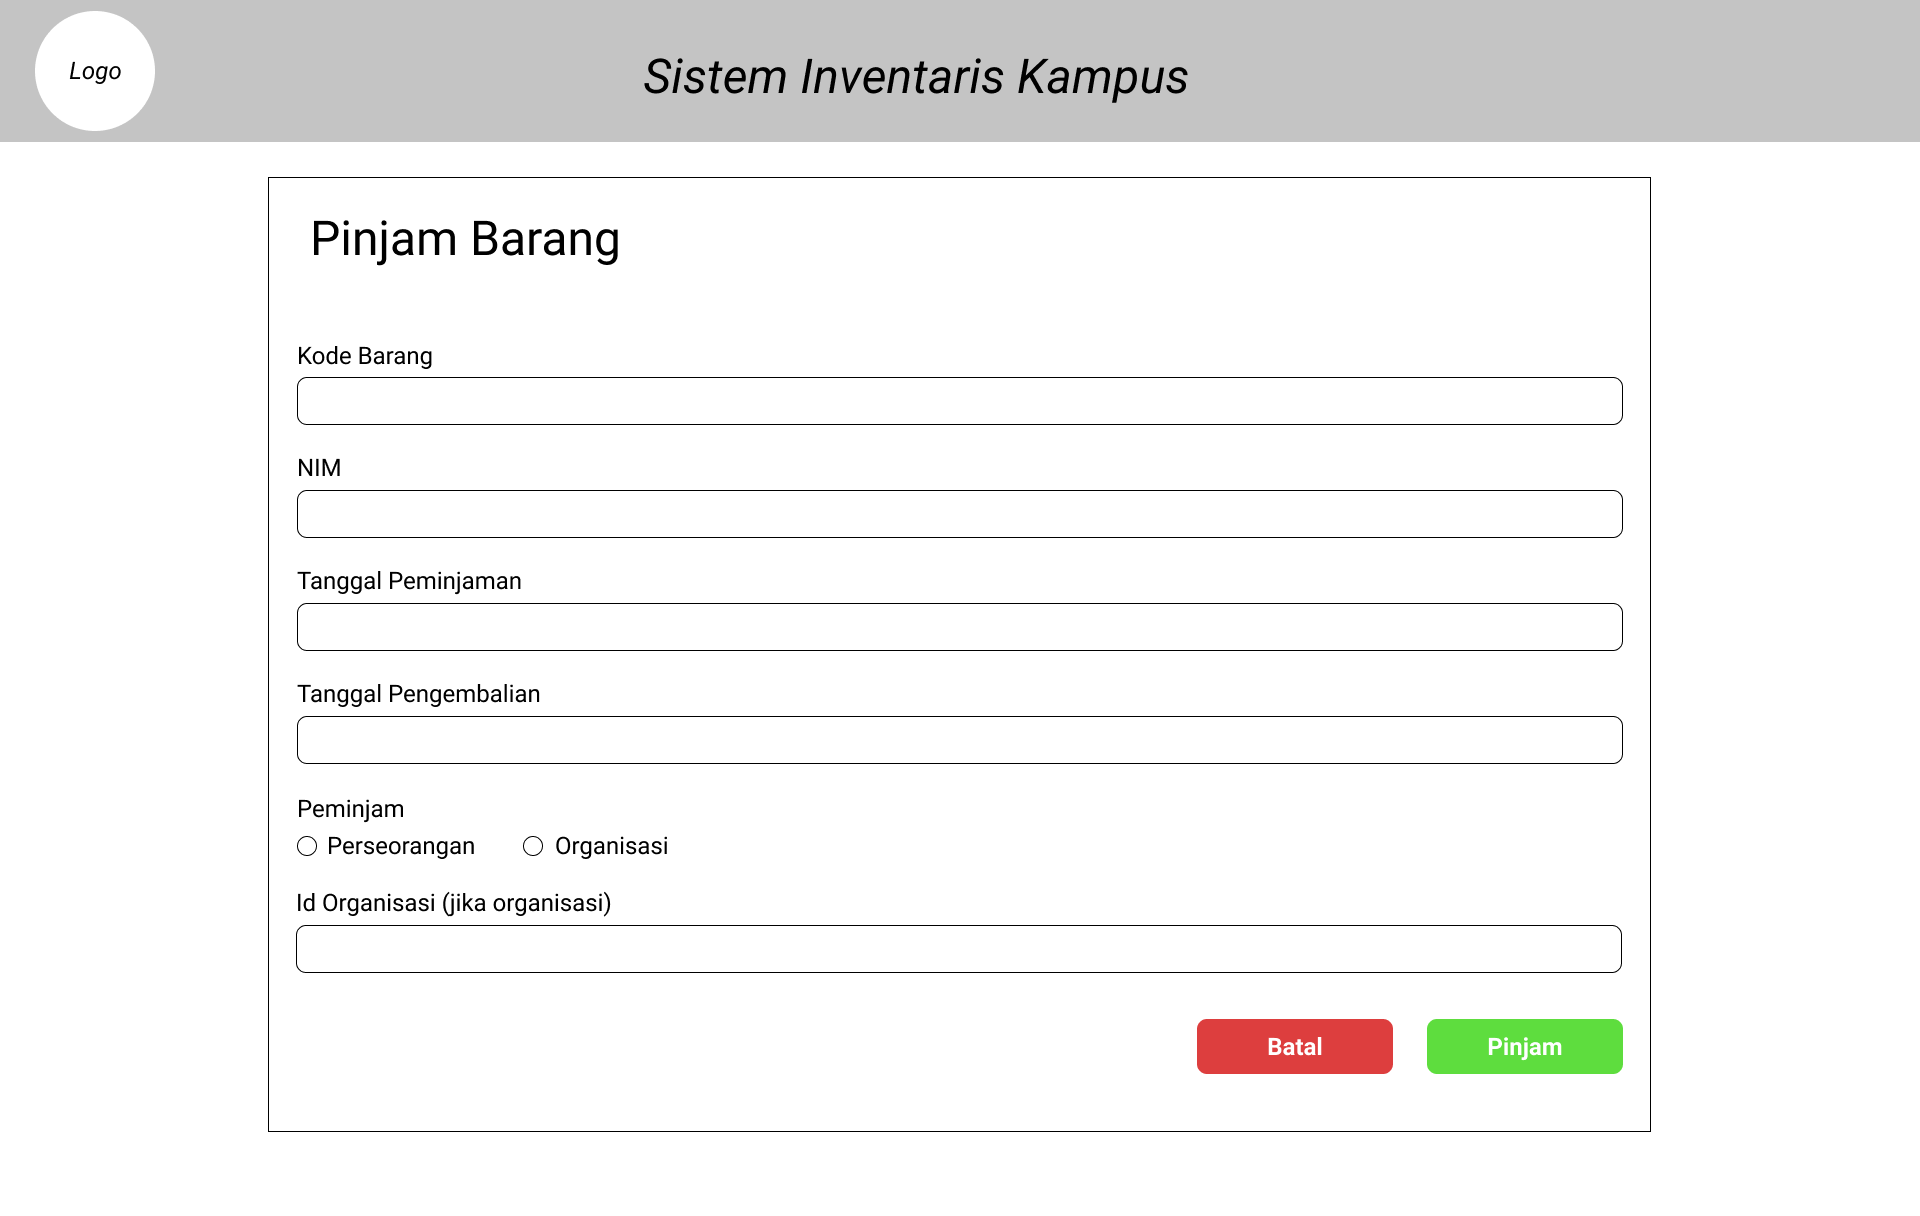 Logo
Sistem Inventaris Kampus
Pinjam Barang
Kode Barang
NIM
Tanggal Peminjaman
Tanggal Pengembalian
Peminjam
Perseorangan Organisasi
Id Organisasi (jika organisasi)
Batal Pinjam